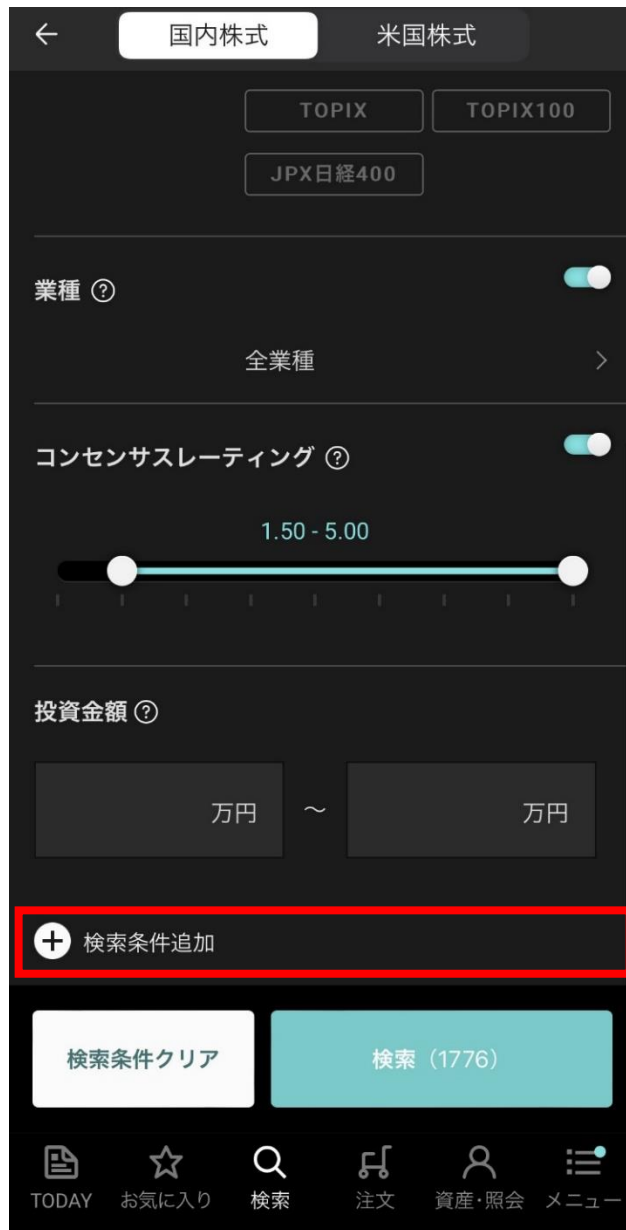 国内株式 米国株式
TOPIX TOPIX100
JPX日経400
業種 ?
全業種
コンセンサスレーティング ?
1.50 - 5.00
投資金額 ?
万円 ~ 万円
検索条件追加
検索条件クリア 検索（1776）
TODAY お気に入り 検索 注文 資産・照会 メニュー